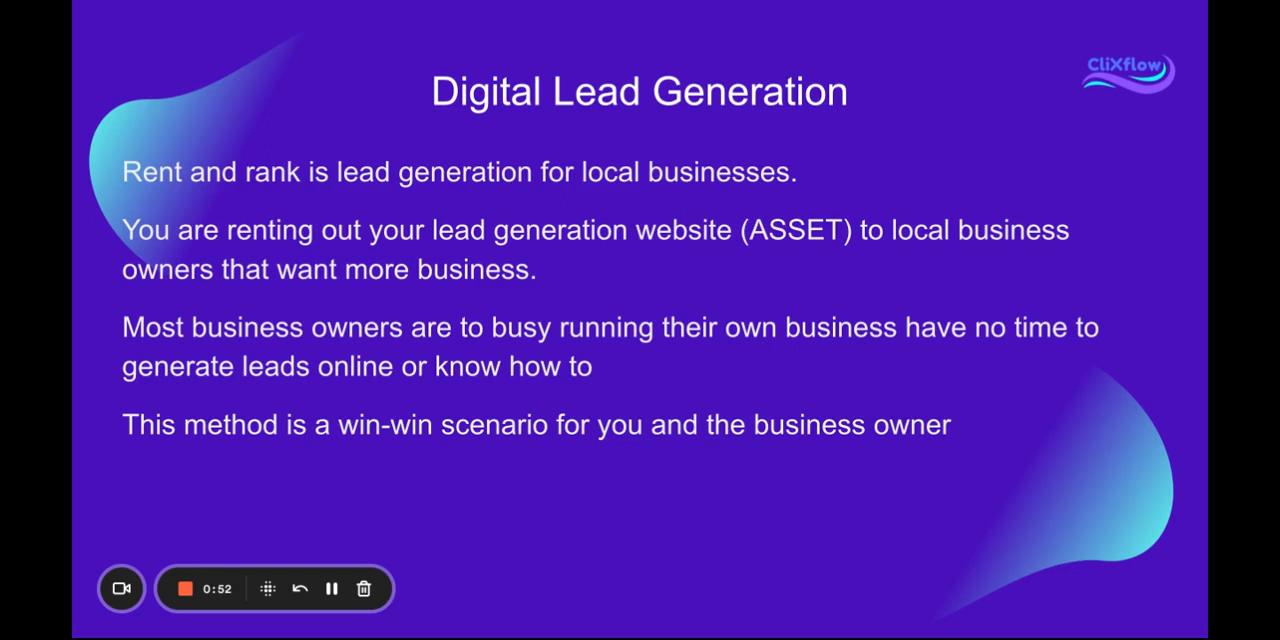 CliXflow
Digital Lead Generation
Rent and rank is lead generation for local businesses.
You are renting out your lead generation website (ASSET) to local business
owners that want more business.
Most business owners are to busy running their own business have no time to
generate leads online or know how to
This method is a win-win scenario for you and the business owner
0:52